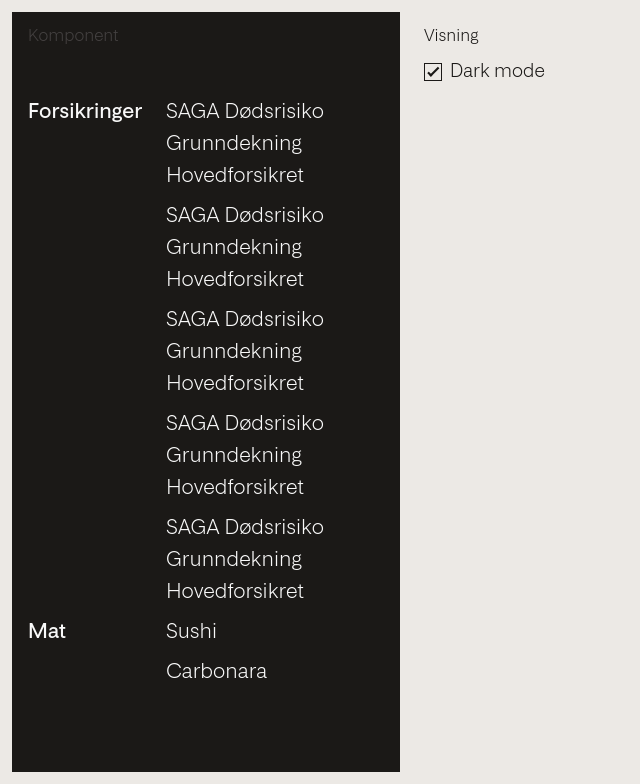 Komponent
Visning
Dark mode
Forsikringer
SAGA Dødsrisiko
Grunndekning
Hovedforsikret
SAGA Dødsrisiko
Grunndekning
Hovedforsikret
SAGA Dødsrisiko
Grunndekning
Hovedforsikret
SAGA Dødsrisiko
Grunndekning
Hovedforsikret
SAGA Dødsrisiko
Grunndekning
Hovedforsikret
Mat
Sushi
Carbonara